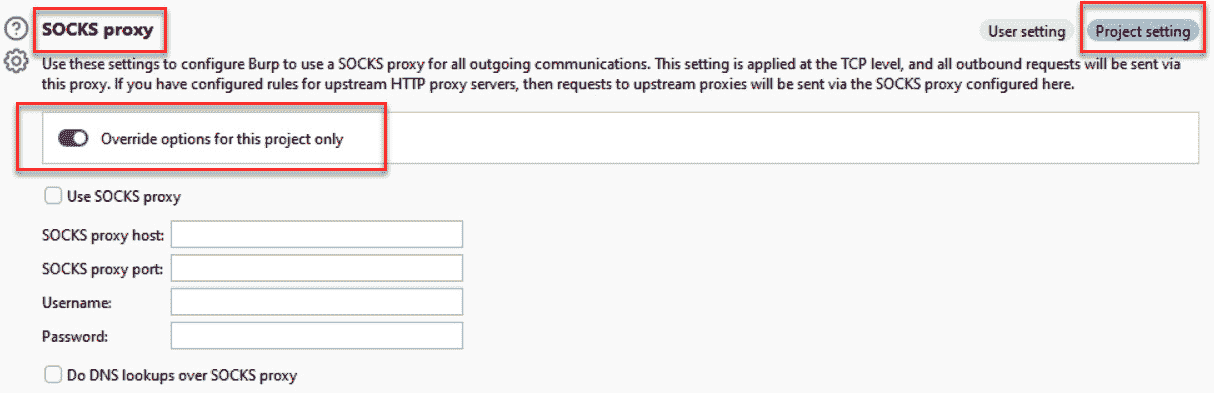 SOCKS proxy
User setting
Project setting
Use these settings to configure Burp to use a SOCKS proxy for all outgoing communications. This setting is applied at the TCP level, and all outbound requests will be sent via
this proxy. If you have configured rules for upstream HTTP proxy servers, then requests to upstream proxies will be sent via the SOCKS proxy configured here.
Override options for this project only
Use SOCKS proxy
SOCKS proxy host:
SOCKS proxy port:
Username:
Password:
Do DNS lookups over SOCKS proxy